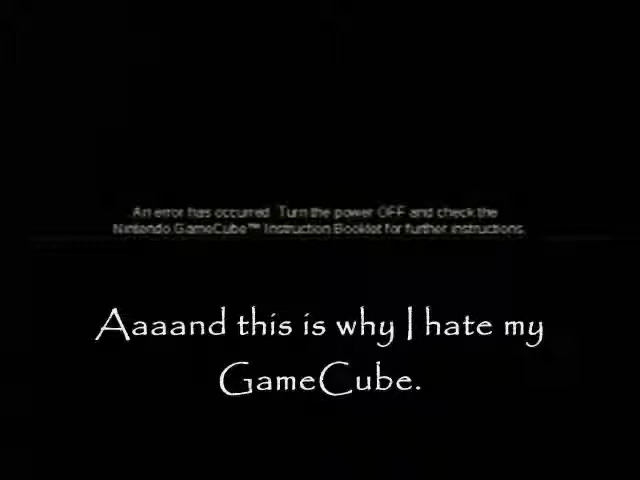 An error has occurred. Turn the power OFF and check the
Nintendo GameCube™ Instruction Booklet for further instructions.
Aaaand this is why I hate my
GameCube.